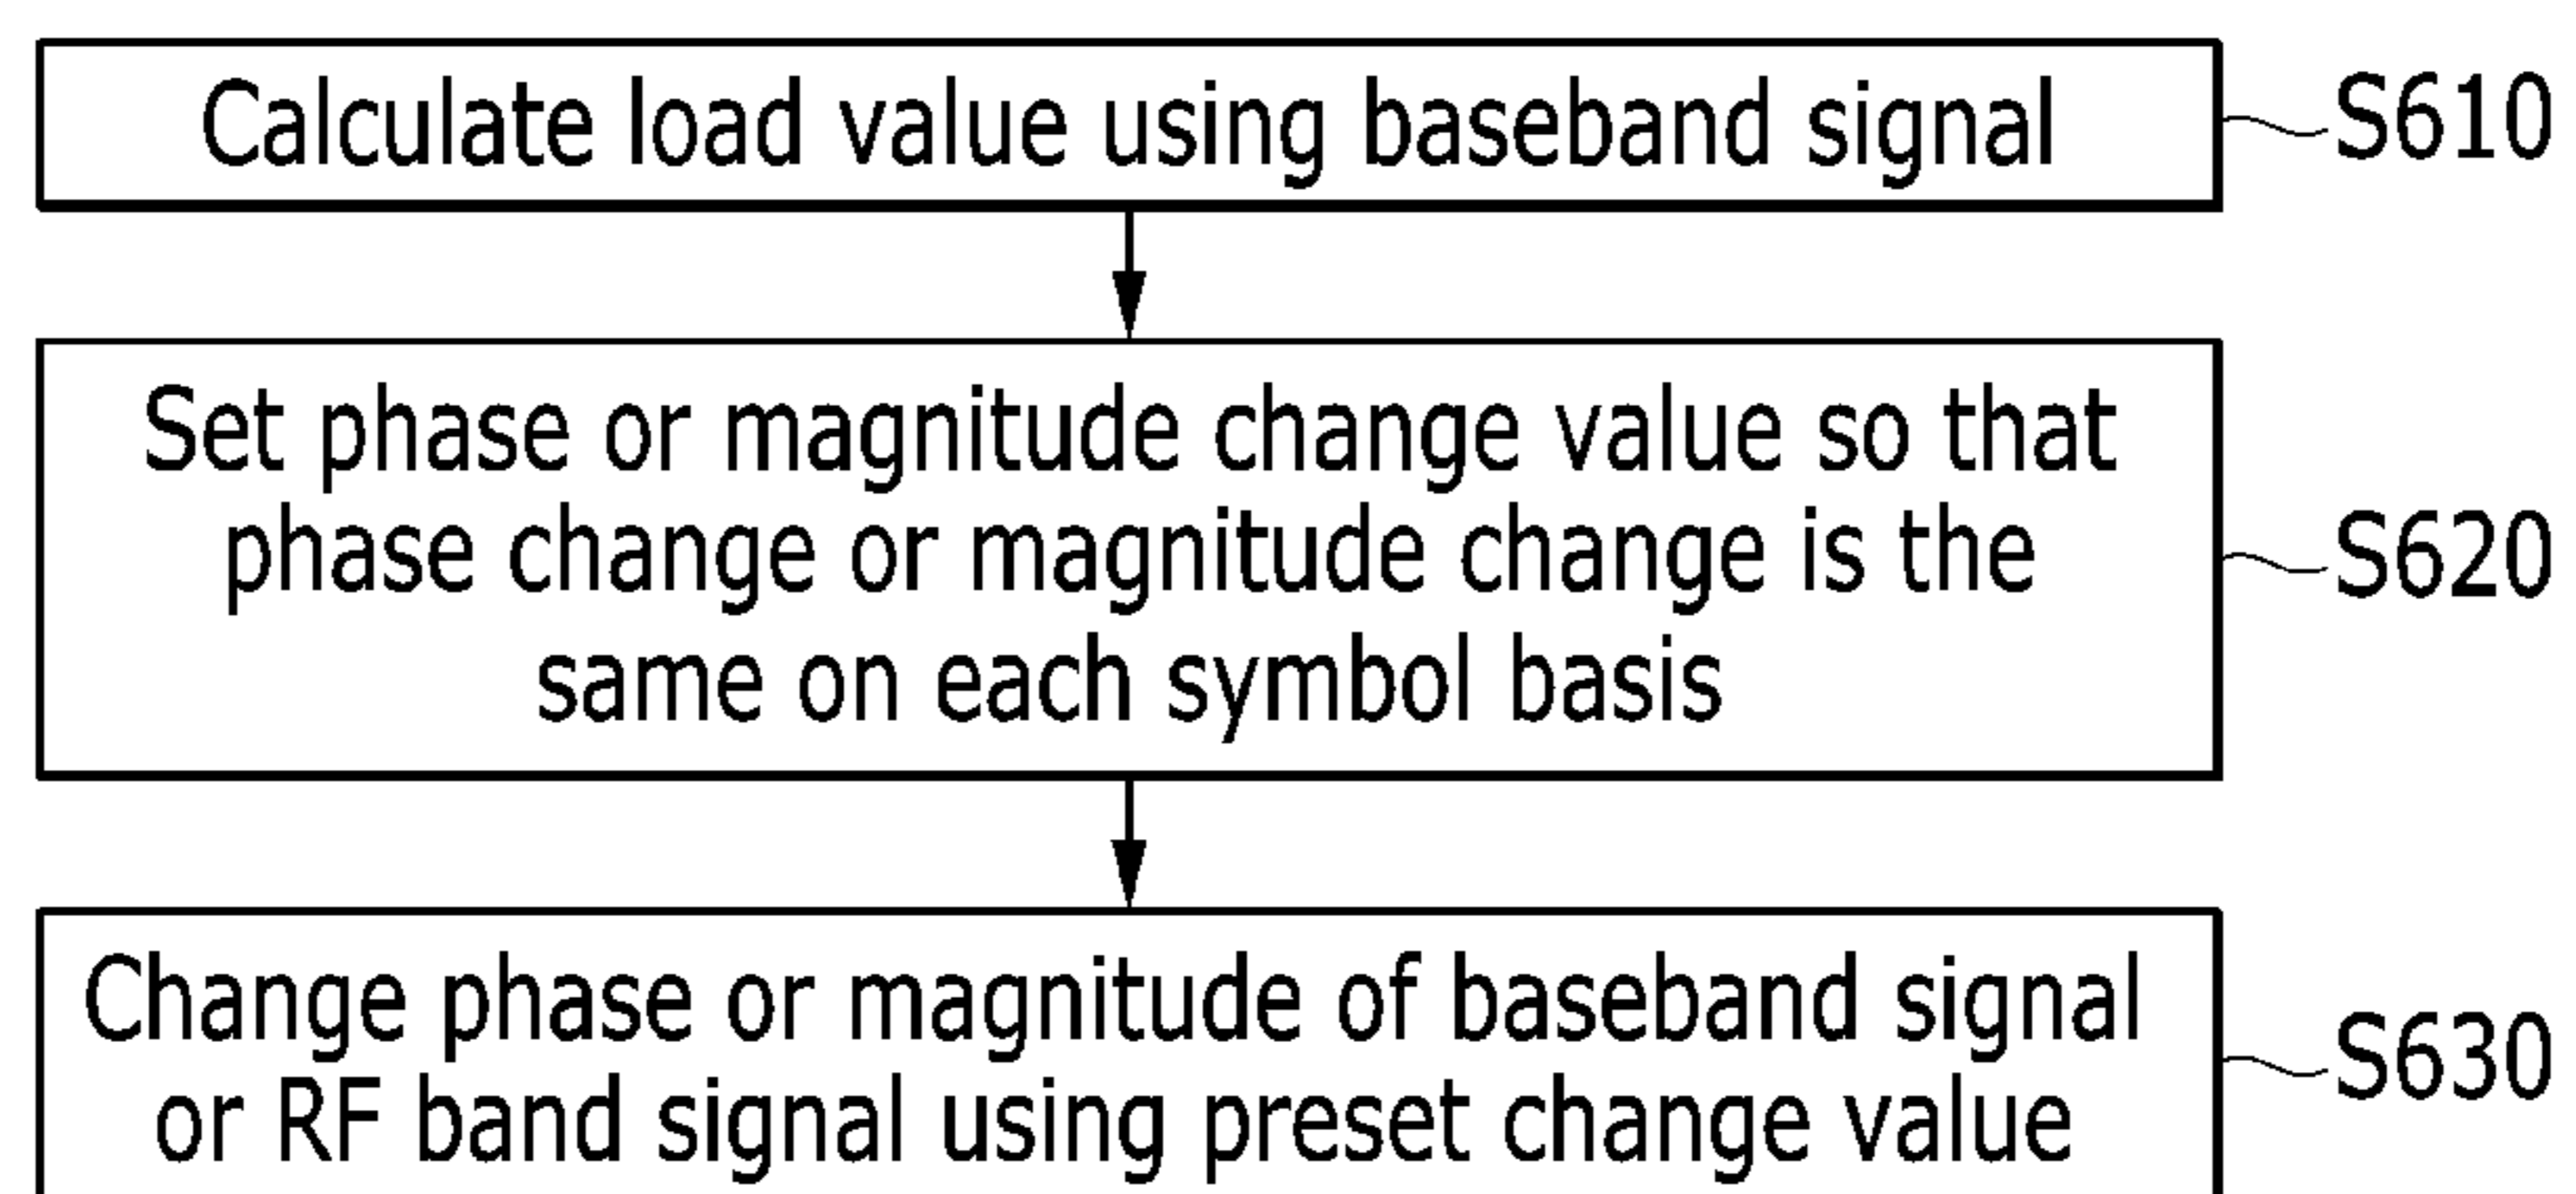 Calculate load value using baseband signal
S610
Set phase or magnitude change value so that
phase change or magnitude change is the
same on each symbol basis
S620
Change phase or magnitude of baseband signal
or RF band signal using preset change value
S630